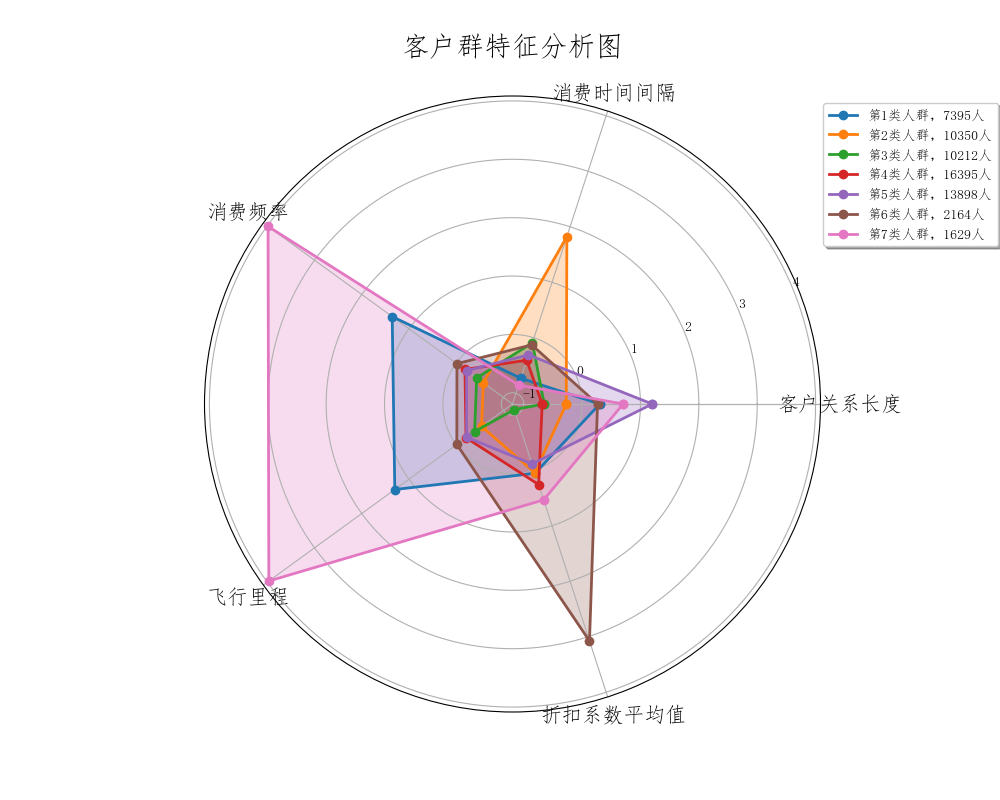 客户群特征分析图
消费时间间隔
第1类人群，7395人
第2类人群，10350人
第3类人群，10212人
第4类人群，16395人
第5类人群，13898人
第6类人群，2164人
第7类人群，1629人
消费频率
4
3
2
1
0
−1
客户关系长度
飞行里程
折扣系数平均值